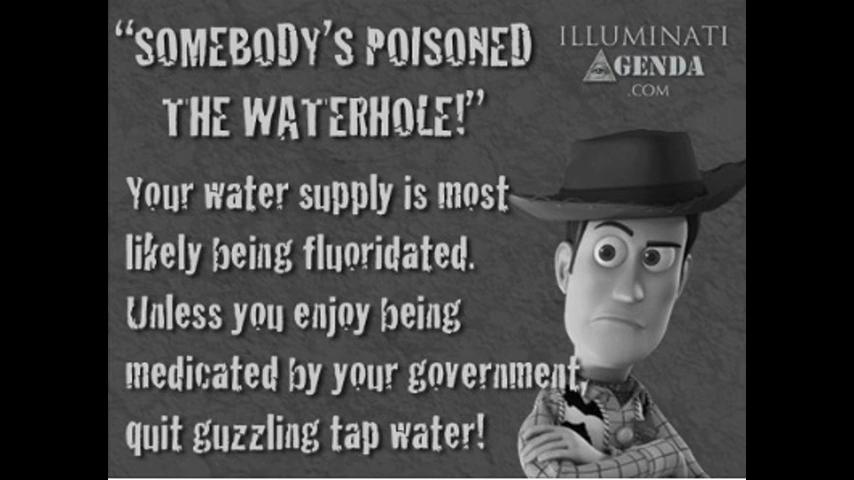 “SOMEBODY’S POISONED
THE WATERHOLE!”
ILLUMINATI
AGENDA
.COM
Your water supply is most
likely being fluoridated.
Unless you enjoy being
medicated by your government,
quit guzzling tap water!